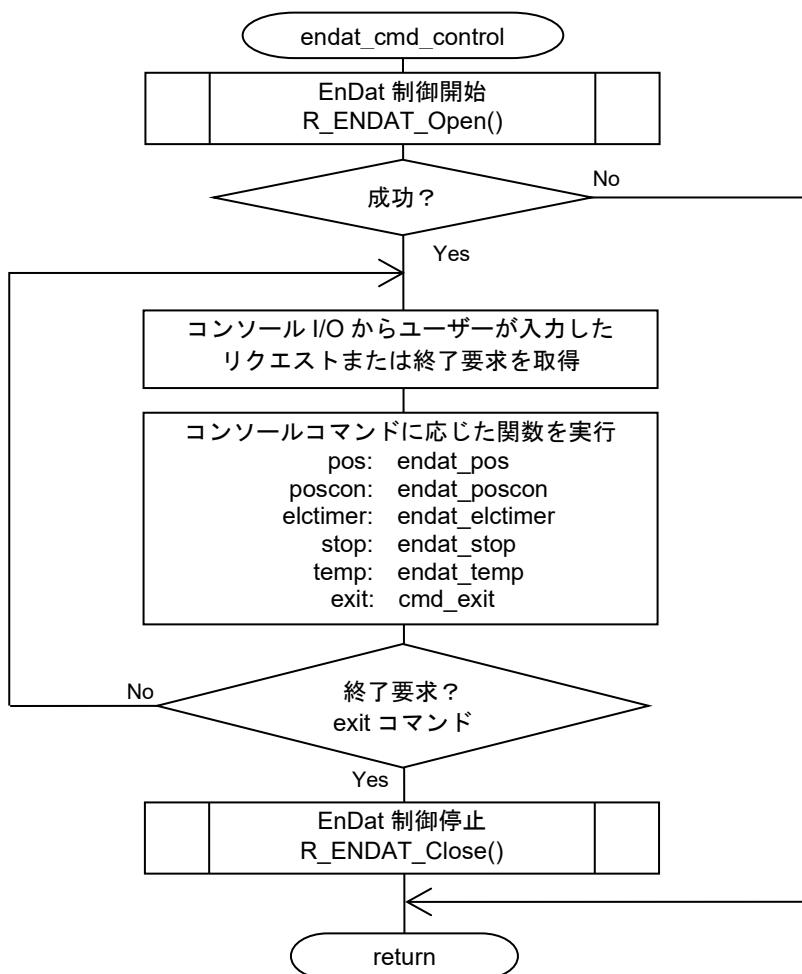 endat_cmd_control
EnDat 制御開始
R_ENDAT_Open()
成功？
No
Yes
コンソール I/O からユーザーが入力した
リクエストまたは終了要求を取得
コンソールコマンドに応じた関数を実行
pos: endat_pos
poscon: endat_poscon
elctimer: endat_elctimer
stop: endat_stop
temp: endat_temp
exit: cmd_exit
No
終了要求？
exit コマンド
Yes
EnDat 制御停止
R_ENDAT_Close()
return